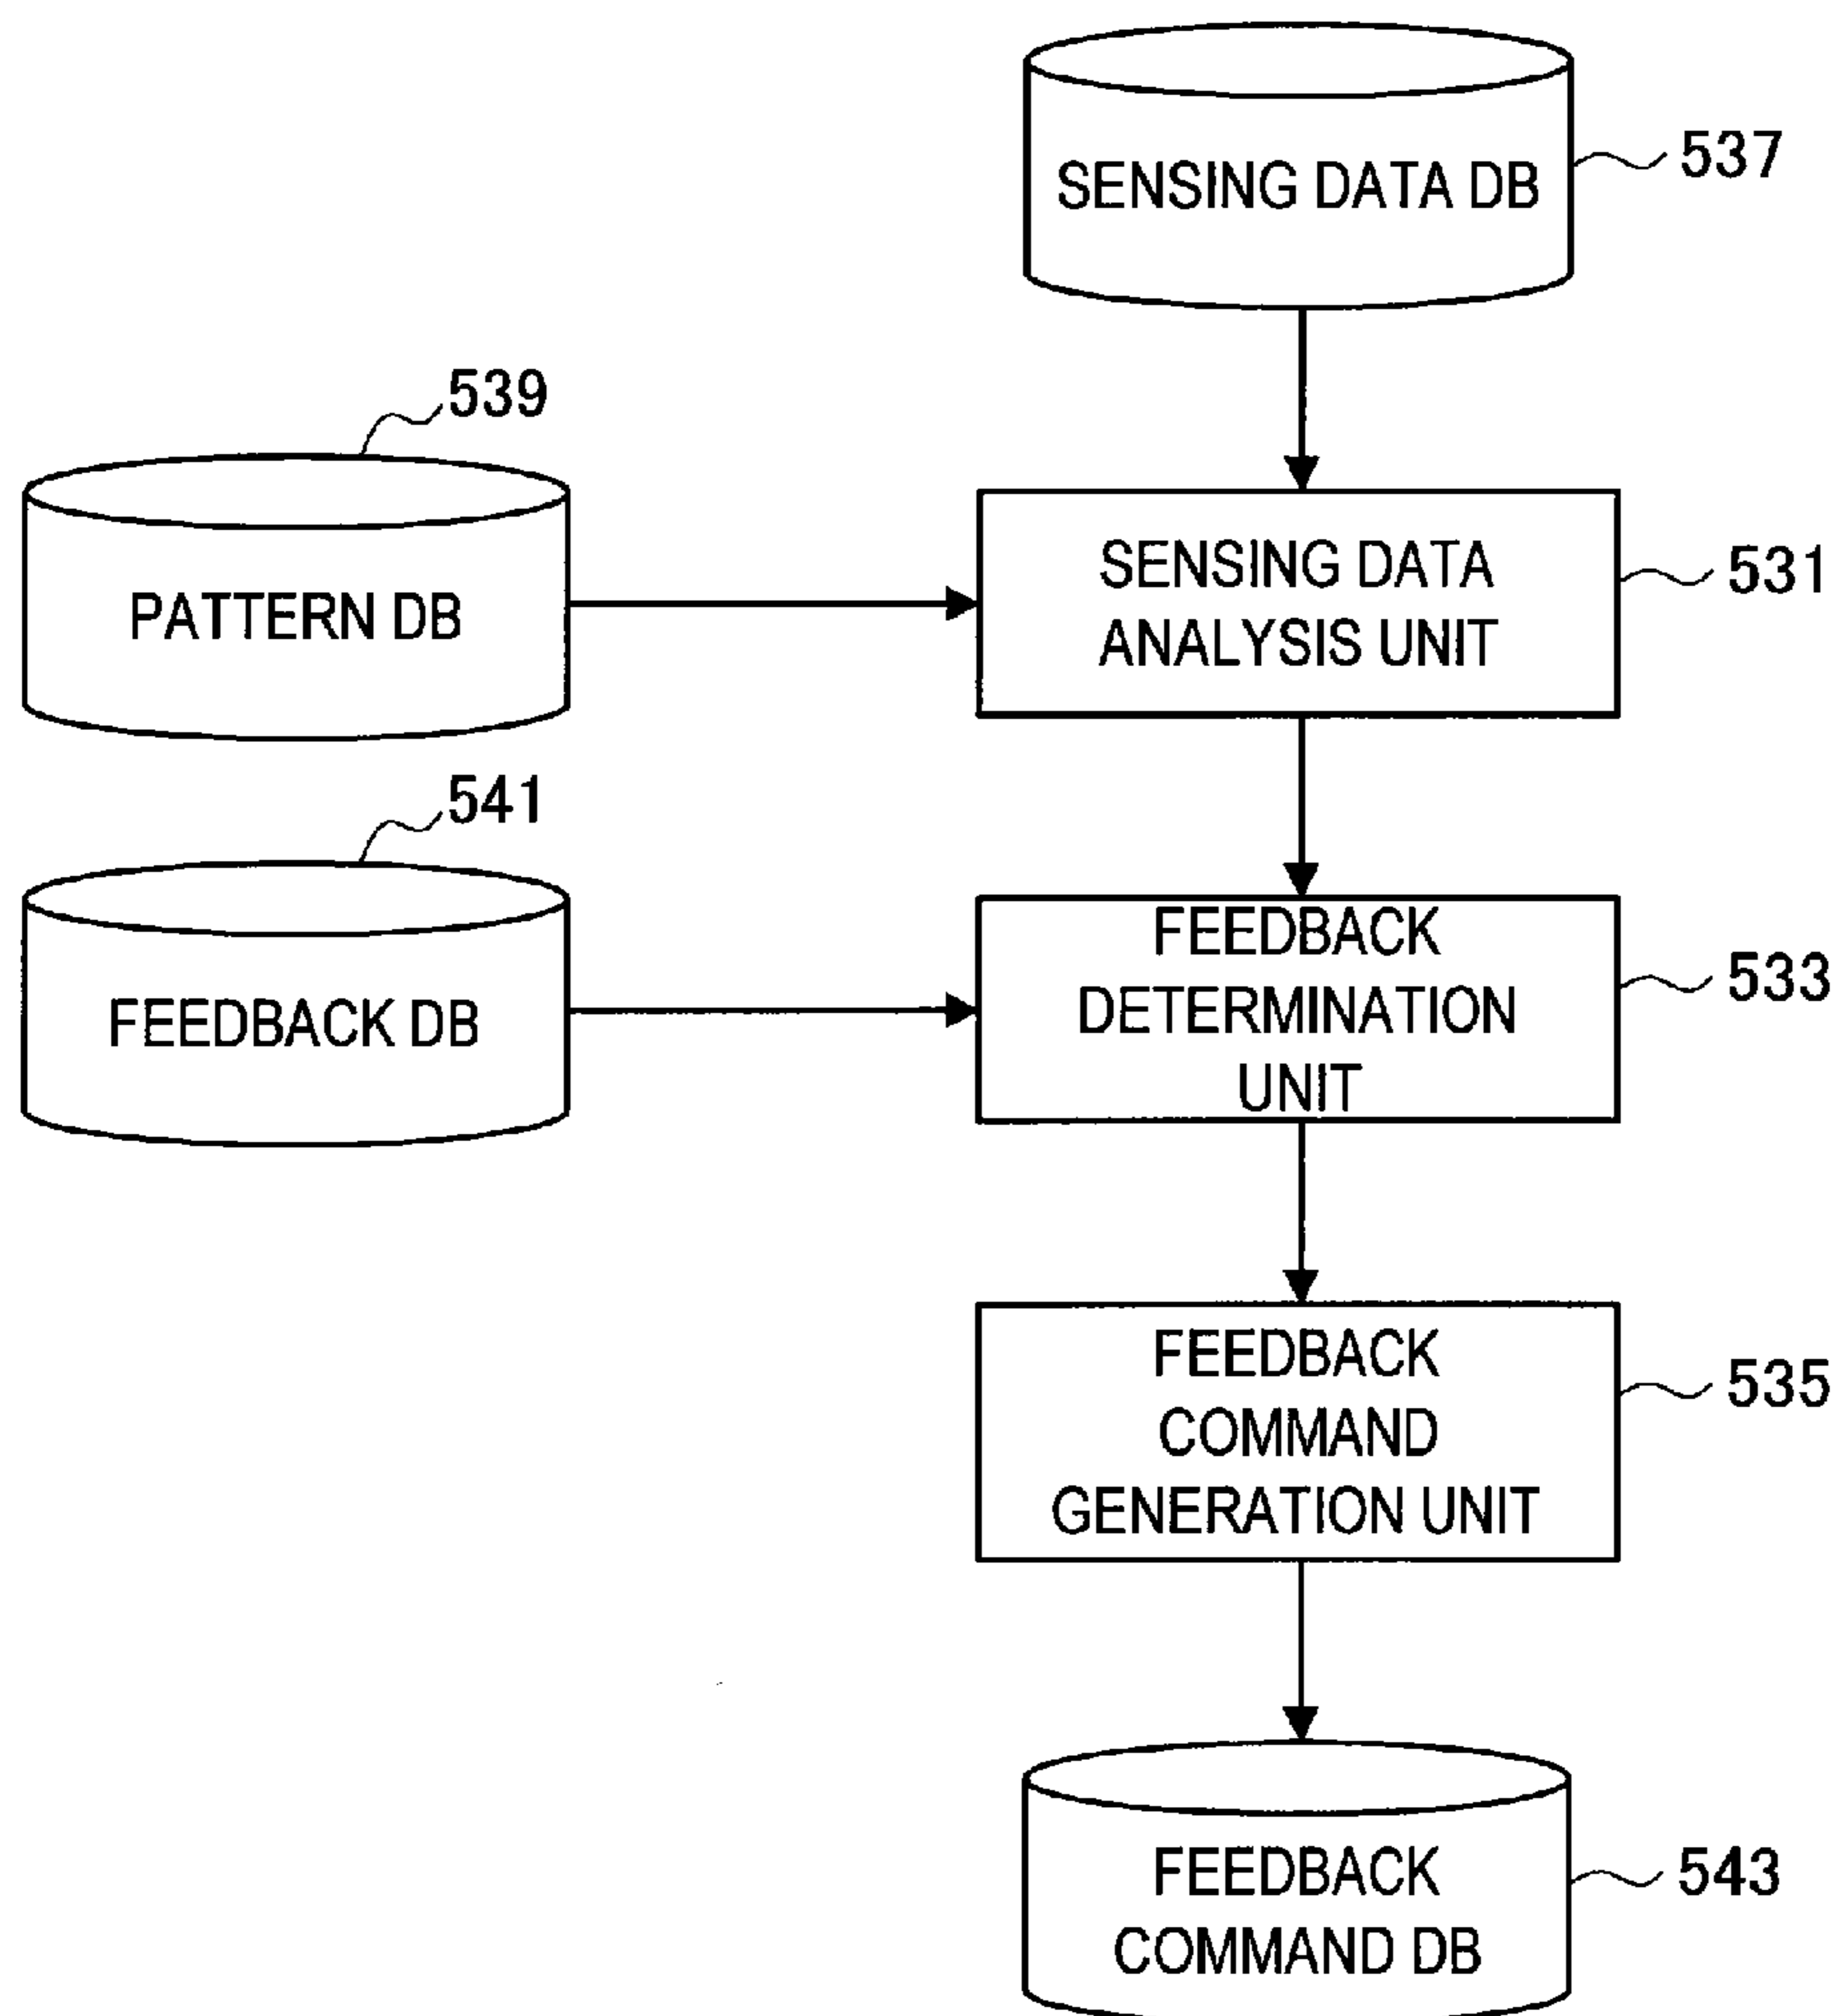 SENSING DATA DB
537
539
PATTERN DB
SENSING DATA
ANALYSIS UNIT
531
541
FEEDBACK DB
FEEDBACK
DETERMINATION
UNIT
533
FEEDBACK
COMMAND
GENERATION UNIT
535
FEEDBACK
COMMAND DB
543